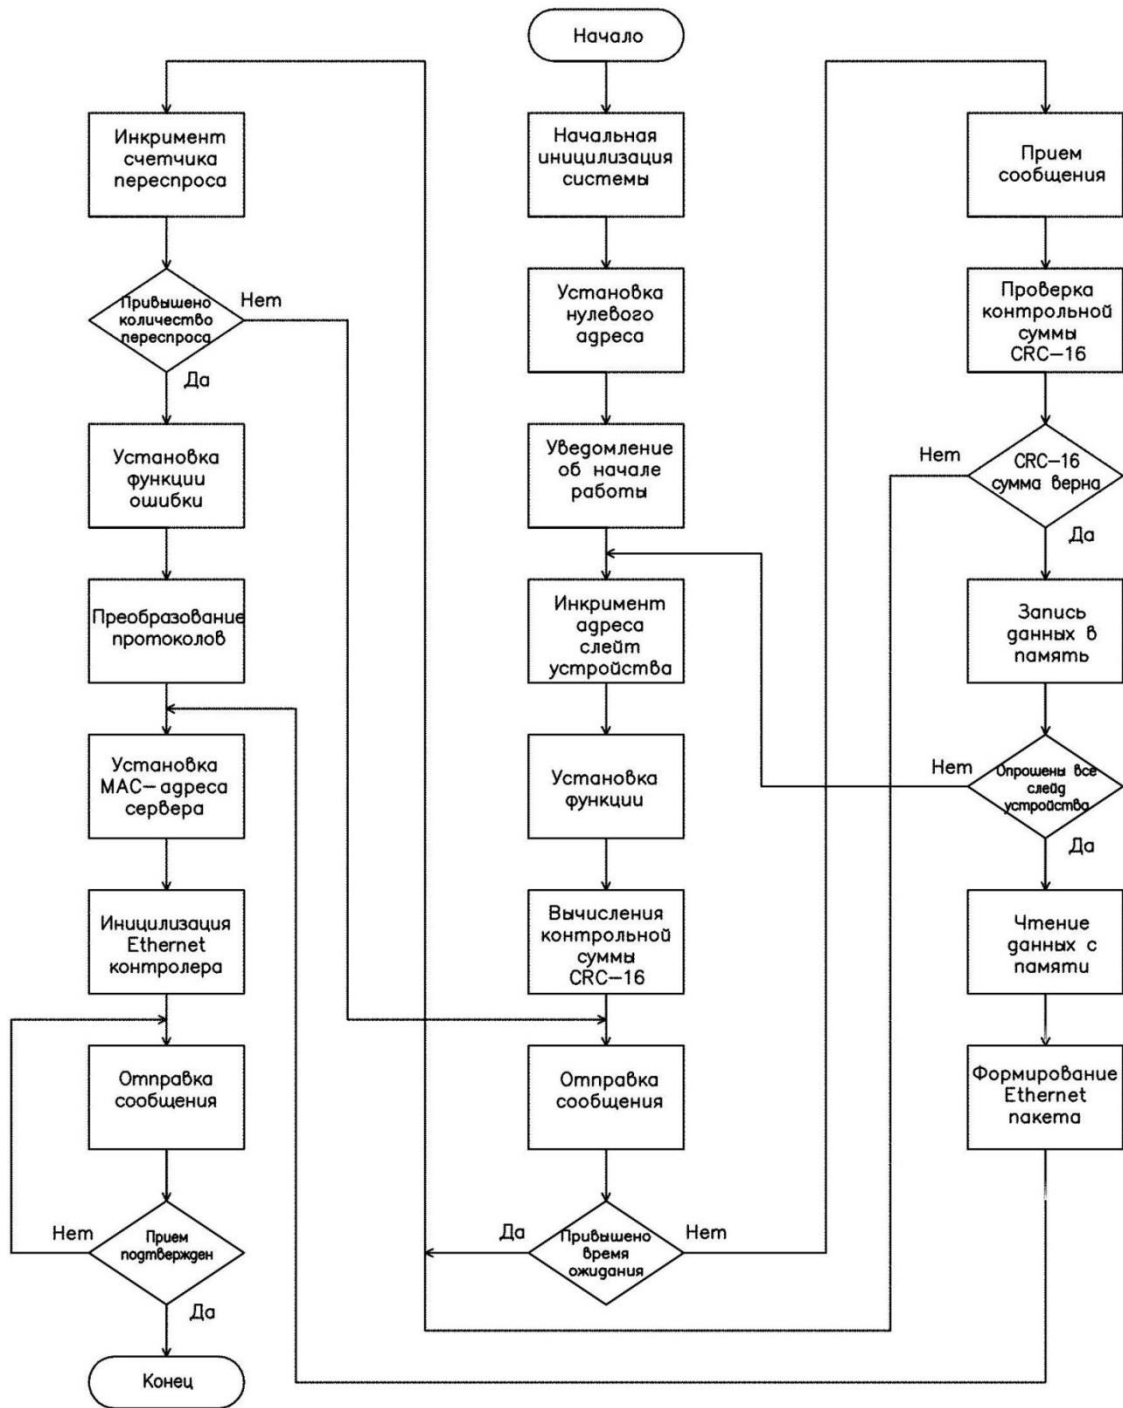 Начало
Инкримент
счетчика
переспроса
Привышено
количество
переспроса
Нет
Да
Установка
функции
ошибки
Преобразование
протоколов
Установка
MAC-адреса
сервера
Иницилизация
Ethernet
контролера
Отправка
сообщения
Прием
подтвержден
Нет
Да
Конец
Начальная
иницилизация
системы
Установка
нулевого
адреса
Уведомление
об начале
работы
Инкримент
адреса
слейт
устройства
Установка
функции
Вычисления
контрольной
суммы
CRC-16
Отправка
сообщения
Привышено
время
ожидания
Да
Нет
Прием
сообщения
Проверка
контрольной
суммы
CRC-16
CRC-16
сумма верна
Нет
Да
Запись
данных в
память
Опрошены все
слейд
устройства
Нет
Да
Чтение
данных с
памяти
Формирование
Ethernet
пакета